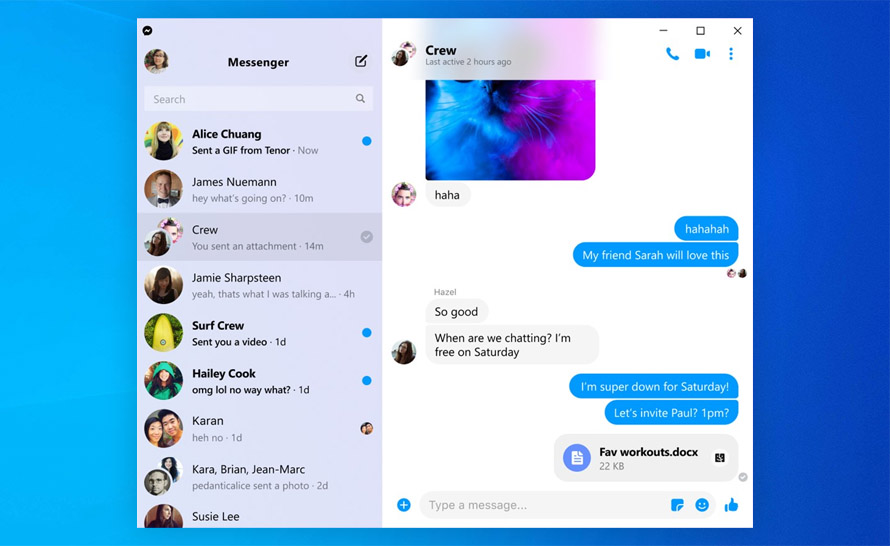 Messenger
Search
Alice Chuang
Sent a GIF from Tenor · Now
James Nuemann
hey what's going on? · 10m
Crew
You sent an attachment · 14m
Jamie Sharpsteen
yeah, thats what I was talking a... · 4h
Surf Crew
Sent you a video · 1d
Hailey Cook
omg lol no way what? · 1d
Karan
heh no · 1d
Kara, Brian, Jean-Marc
pedanticalice sent a photo · 2d
Susie Lee
Crew
Last active 2 hours ago
haha
hahahah
My friend Sarah will love this
Hazel
So good
When are we chatting? I'm
free on Saturday
I'm super down for Saturday!
Let's invite Paul? 1pm?
Fav workouts.docx
22 KB
Type a message...